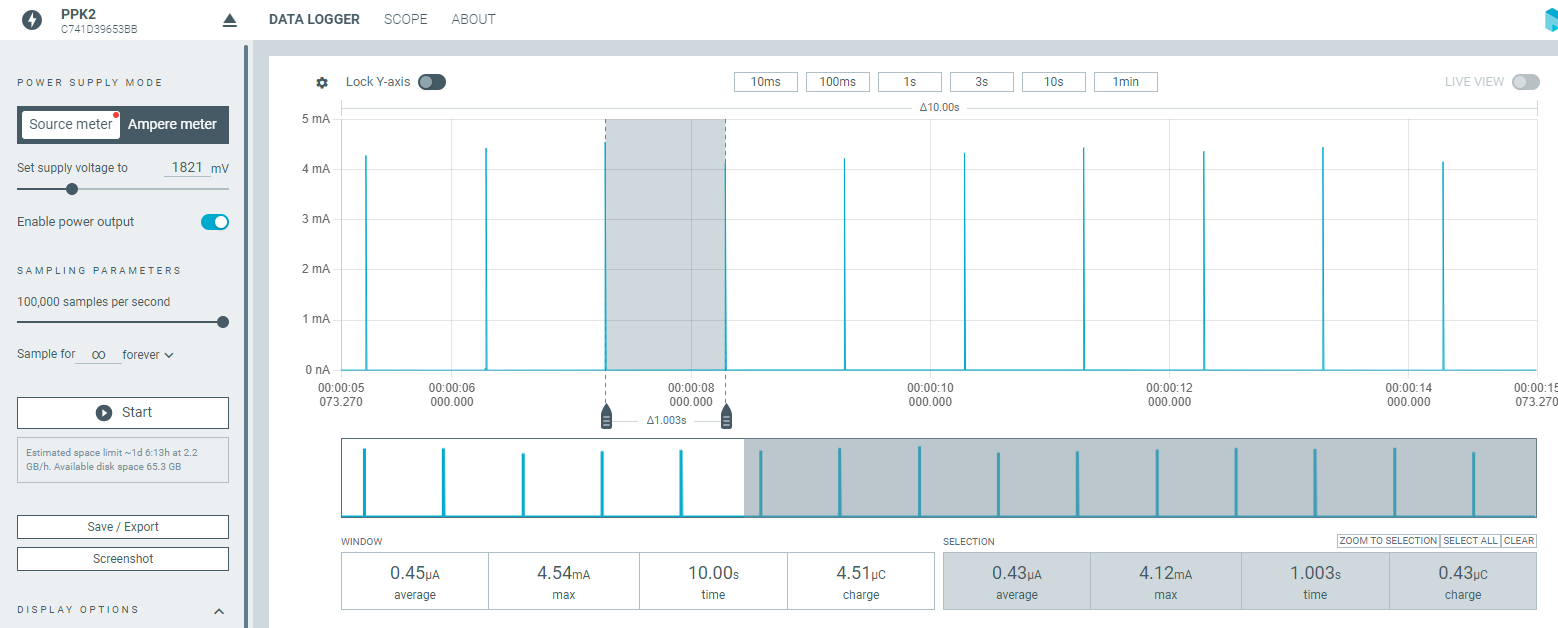 PPK2
C741D39653BB
DATA LOGGER SCOPE ABOUT
POWER SUPPLY MODE
Source meter Ampere meter
Set supply voltage to 1821 mV
Enable power output
SAMPLING PARAMETERS
100,000 samples per second
Sample for ∞ forever
Start
Estimated space limit ~1d 6:13h at 2.2
GB/h. Available disk space 65.3 GB
Save / Export
Screenshot
DISPLAY OPTIONS
Lock Y-axis 10ms 100ms 1s 3s 10s 1min LIVE VIEW
Δ10.00s
5 mA
4 mA
3 mA
2 mA
1 mA
0 nA
00:00:05 00:00:06 00:00:08 00:00:10 00:00:12 00:00:14 00:00:15
073.270 000.000 000.000 000.000 000.000 000.000 073.270
Δ1.003s
WINDOW SELECTION ZOOM TO SELECTION SELECT ALL CLEAR
0.45µA 4.54mA 10.00s 4.51µC 0.43µA 4.12mA 1.003s 0.43µC
average max time charge average max time charge